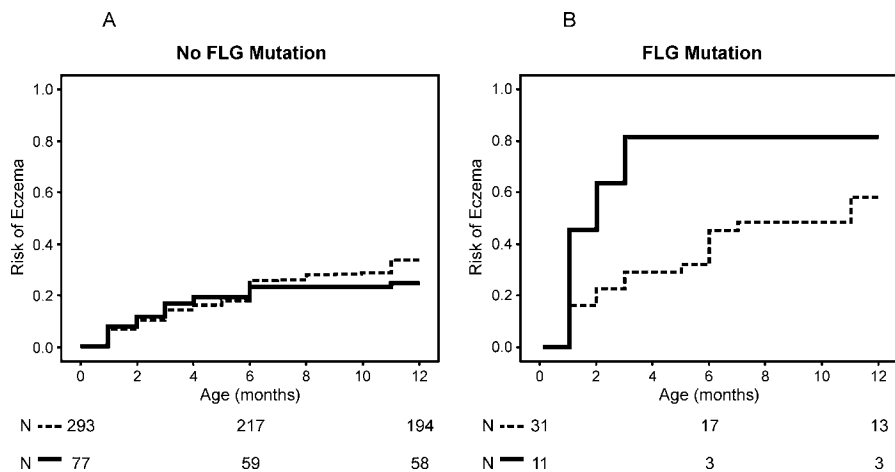 A
No FLG Mutation
1.0
0.8
0.6
0.4
0.2
0.0
Risk of Eczema
0 2 4 6 8 10 12
Age (months)
N 293 217 194
N 77 59 58
B
FLG Mutation
1.0
0.8
0.6
0.4
0.2
0.0
Risk of Eczema
0 2 4 6 8 10 12
Age (months)
N 31 17 13
N 11 3 3